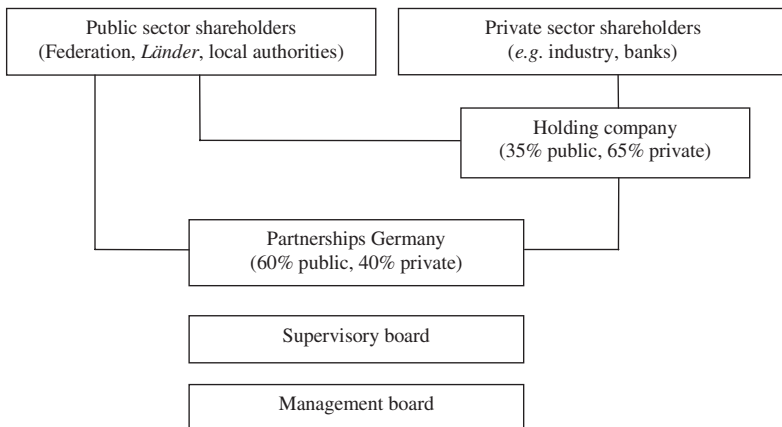 Public sector shareholders
(Federation, Länder, local authorities)
Private sector shareholders
(e.g. industry, banks)
Holding company
(35% public, 65% private)
Partnerships Germany
(60% public, 40% private)
Supervisory board
Management board